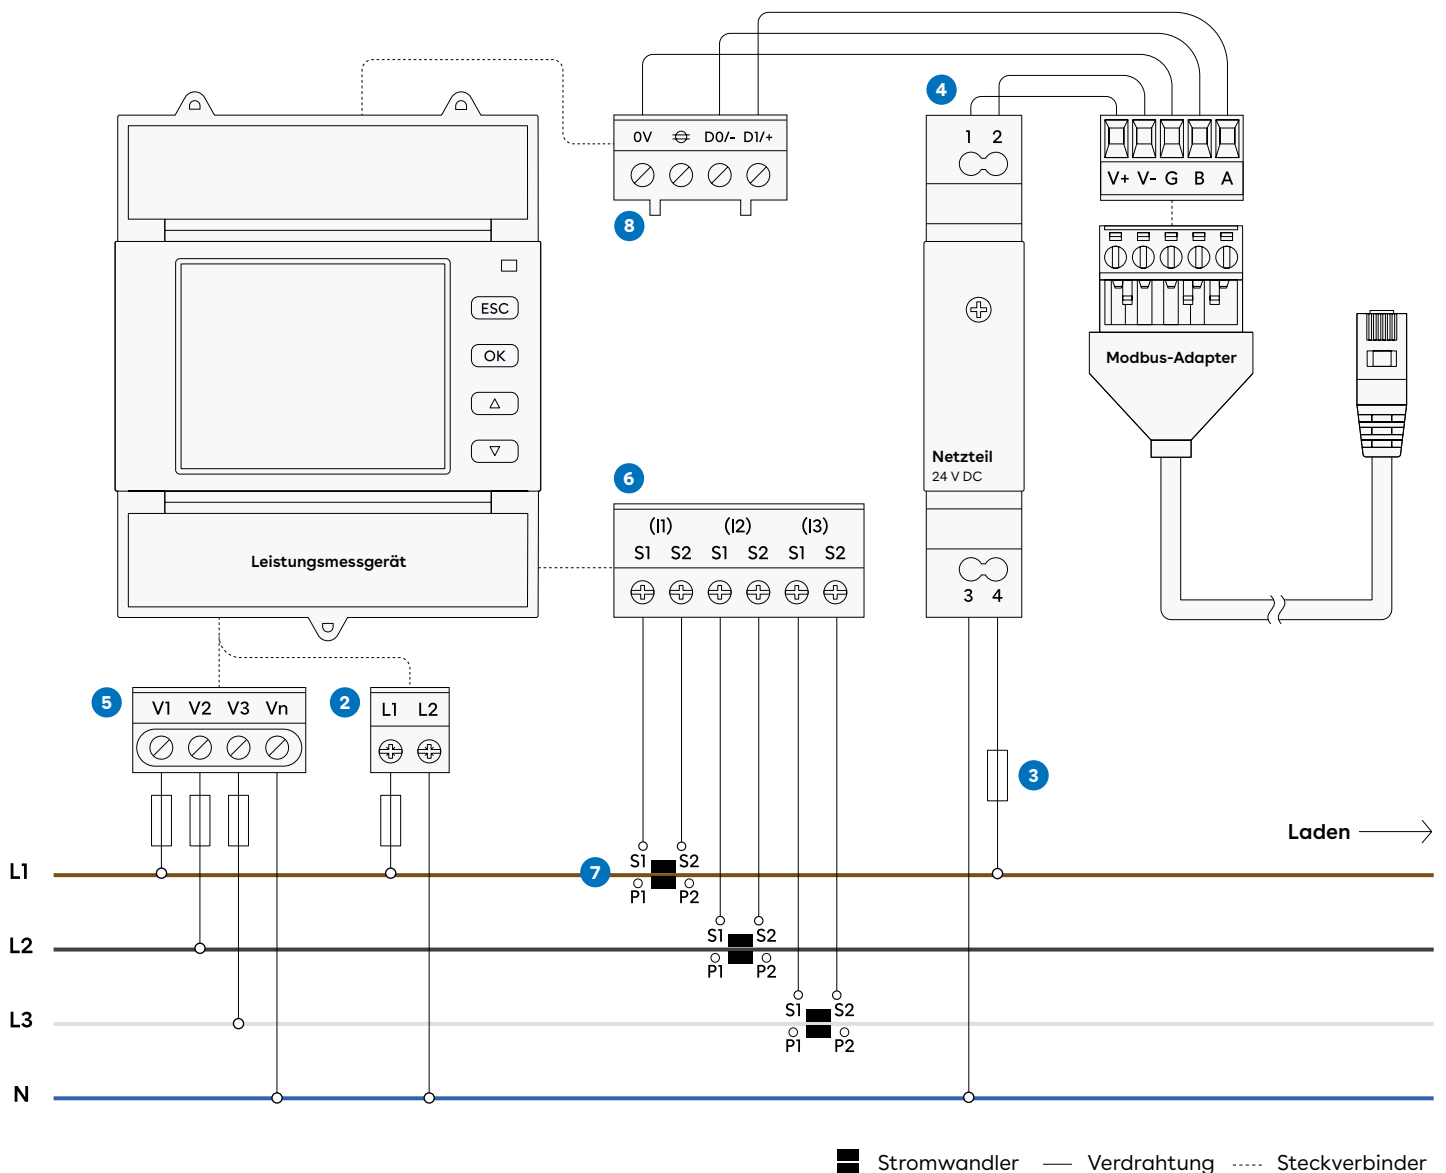 4
0V D0/- D1/+
1 2
V+ V- G B A
8
ESC
OK
Modbus-Adapter
Netzteil
24 V DC
6
(I1) (I2) (I3)
S1 S2 S1 S2 S1 S2
Leistungsmessgerät
3 4
5
V1 V2 V3 Vn
2
L1 L2
3
Laden
L1
7
S1 S2
P1 P2
L2
S1 S2
P1 P2
L3
S1 S2
P1 P2
N
Stromwandler
Verdrahtung
Steckverbinder